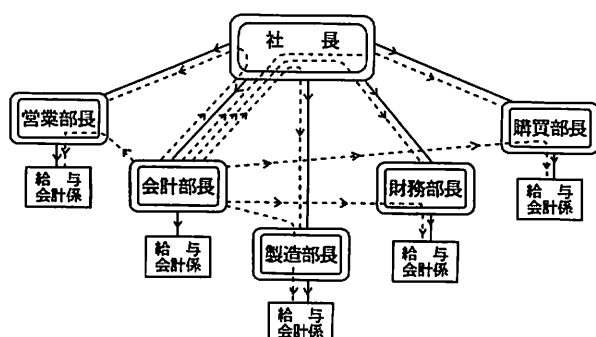 社　長
営業部長
購買部長
会計部長
財務部長
製造部長
給　与
会計係
給　与
会計係
給　与
会計係
給　与
会計係
給　与
会計係